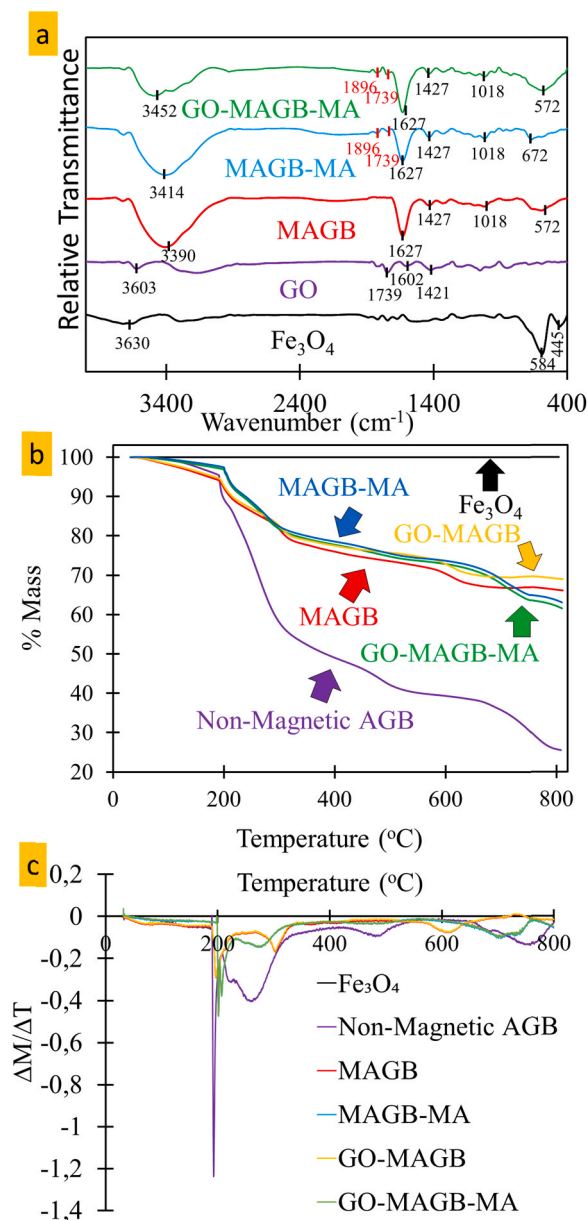 a
Relative Transmittance
3452
GO-MAGB-MA
1896
1739
1627
1427
1018
572
3414
MAGB-MA
1896
1739
1627
1427
1018
672
3390
MAGB
1627
1427
1018
572
3603
GO
1739
1602
1421
3630
Fe₃O₄
584
445
3400 2400 1400 400
Wavenumber (cm⁻¹)
b
% Mass
100
90
80
70
60
50
40
30
20
MAGB-MA
Fe₃O₄
GO-MAGB
MAGB
GO-MAGB-MA
Non-Magnetic AGB
0 200 400 600 800
Temperature (°C)
c
Temperature (°C)
ΔM/ΔT
0,2
0
-0,2
-0,4
-0,6
-0,8
-1
-1,2
-1,4
0 200 400 600 800
Fe₃O₄
Non-Magnetic AGB
MAGB
MAGB-MA
GO-MAGB
GO-MAGB-MA